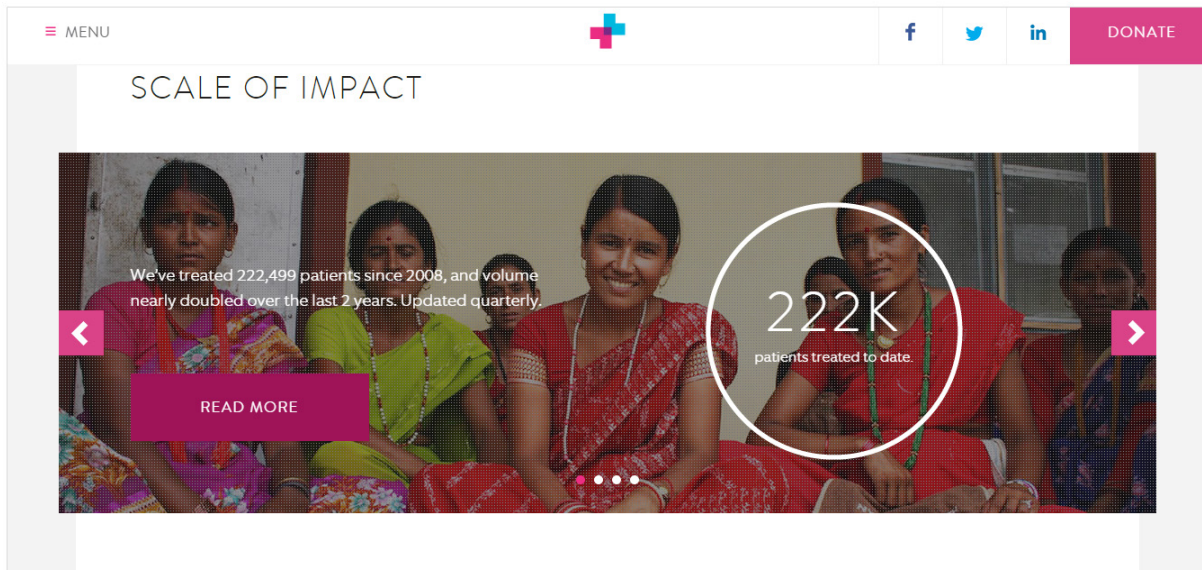 MENU
DONATE
SCALE OF IMPACT
We've treated 222,499 patients since 2008, and volume
nearly doubled over the last 2 years. Updated quarterly.
READ MORE
222K
patients treated to date.